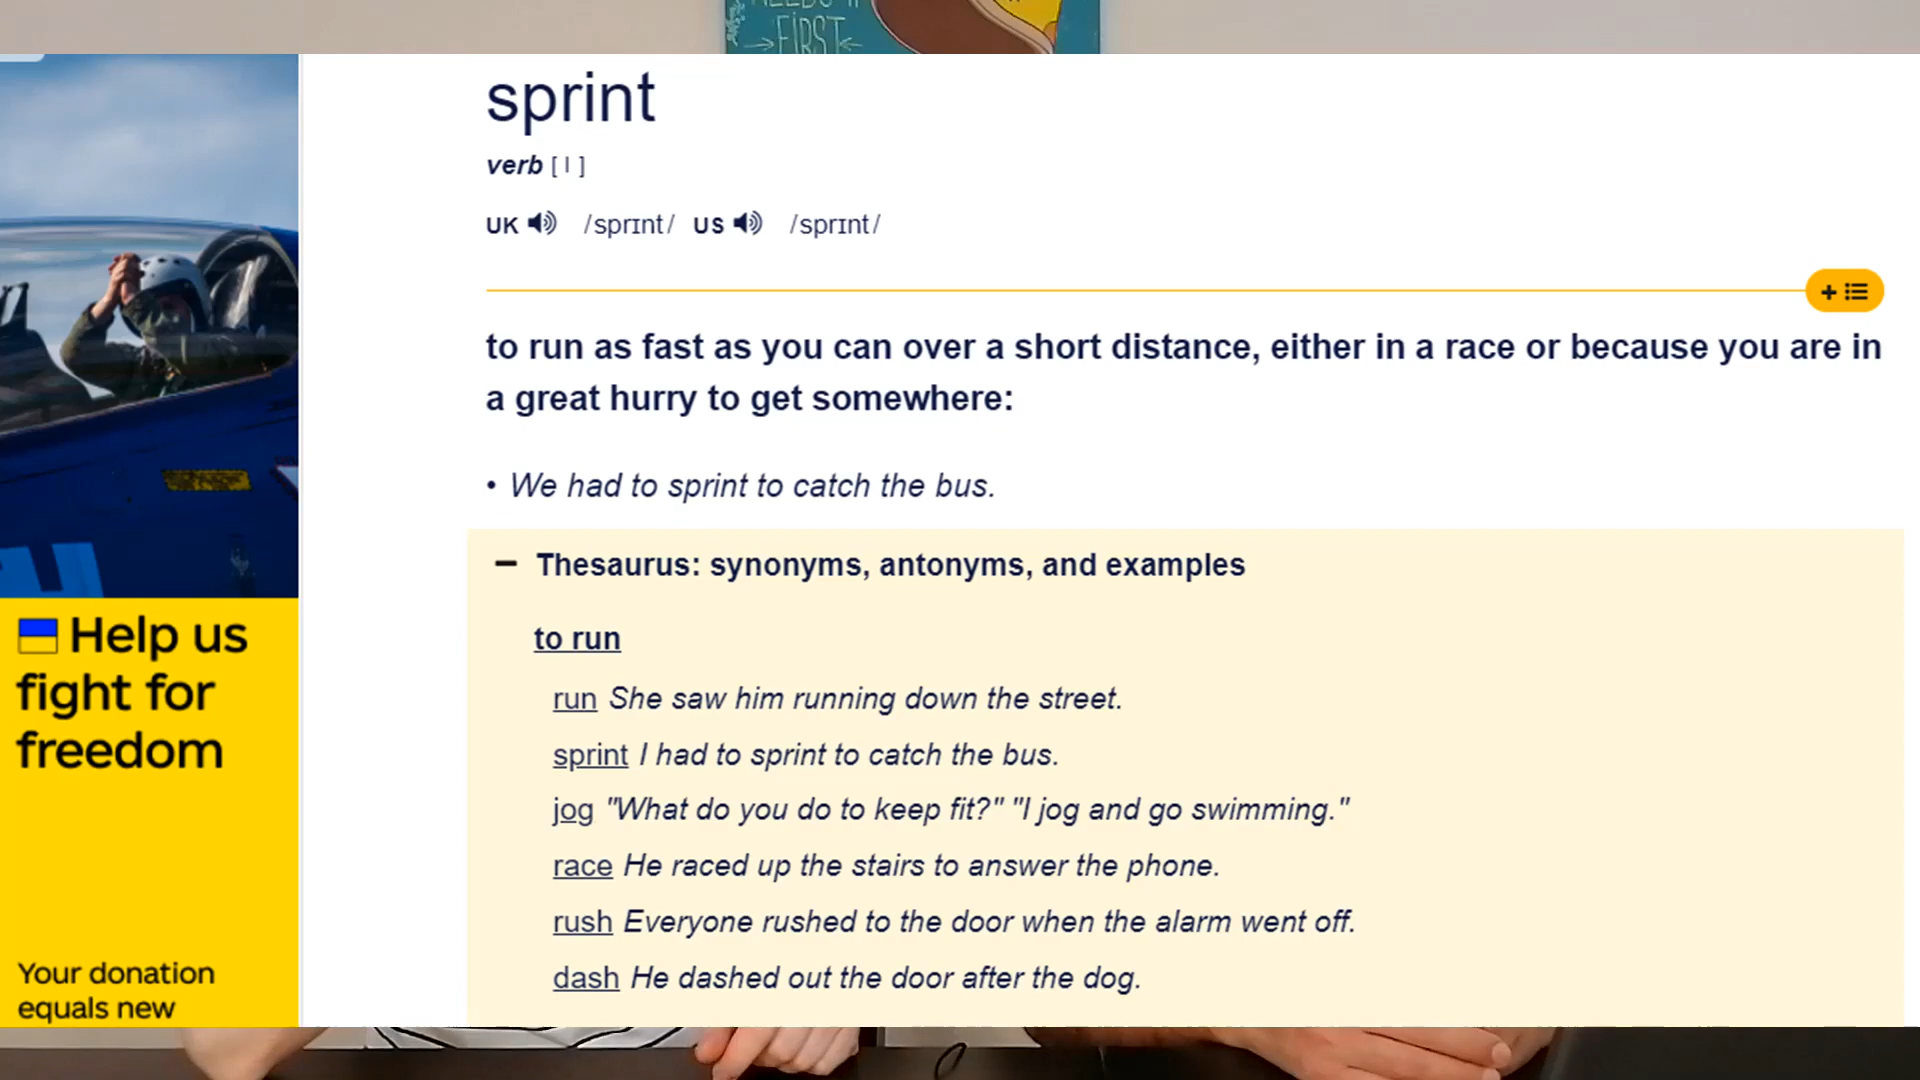 NEEDS IT
FIRST
sprint
verb [ I ]
UK /sprɪnt/ US /sprɪnt/
to run as fast as you can over a short distance, either in a race or because you are in
a great hurry to get somewhere:
• We had to sprint to catch the bus.
– Thesaurus: synonyms, antonyms, and examples
to run
run She saw him running down the street.
sprint I had to sprint to catch the bus.
jog "What do you do to keep fit?" "I jog and go swimming."
race He raced up the stairs to answer the phone.
rush Everyone rushed to the door when the alarm went off.
dash He dashed out the door after the dog.
Help us
fight for
freedom
Your donation
equals new